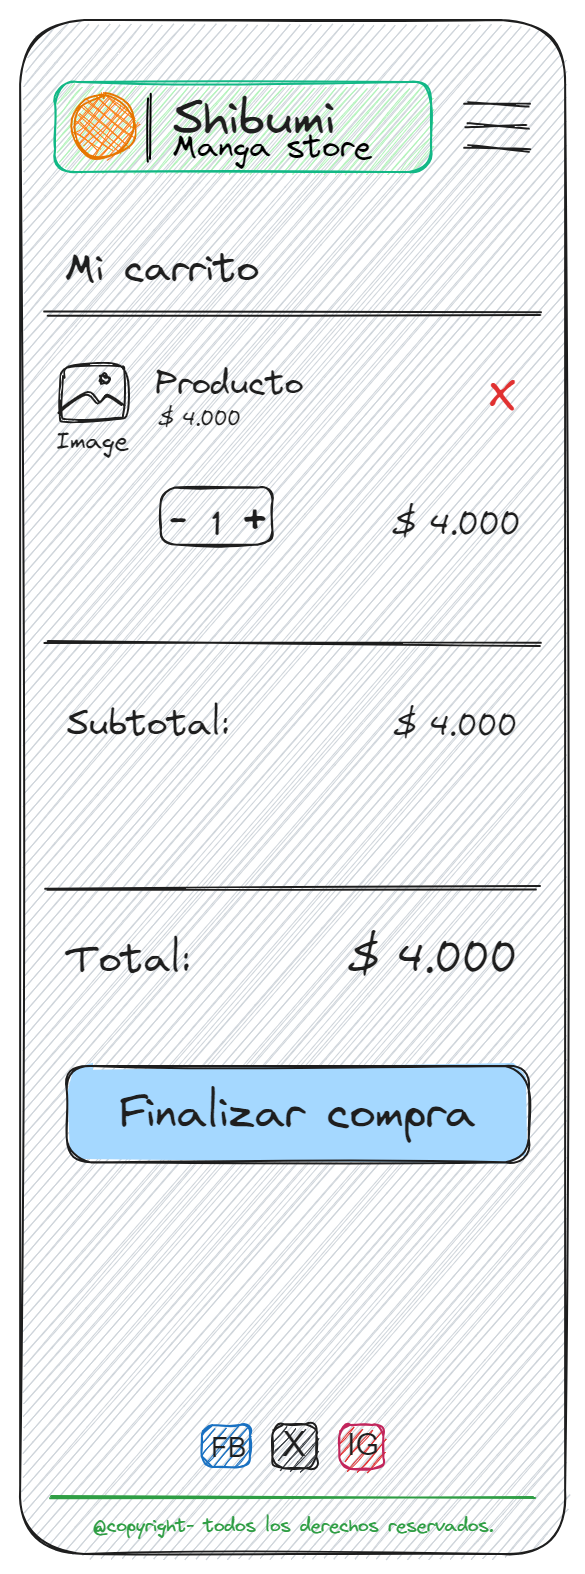 Shibumi
Manga store
Mi carrito
Producto
$ 4.000
Image
- 1 +
$ 4.000
Subtotal:
$ 4.000
Total:
$ 4.000
Finalizar compra
FB X IG
@copyright- todos los derechos reservados.